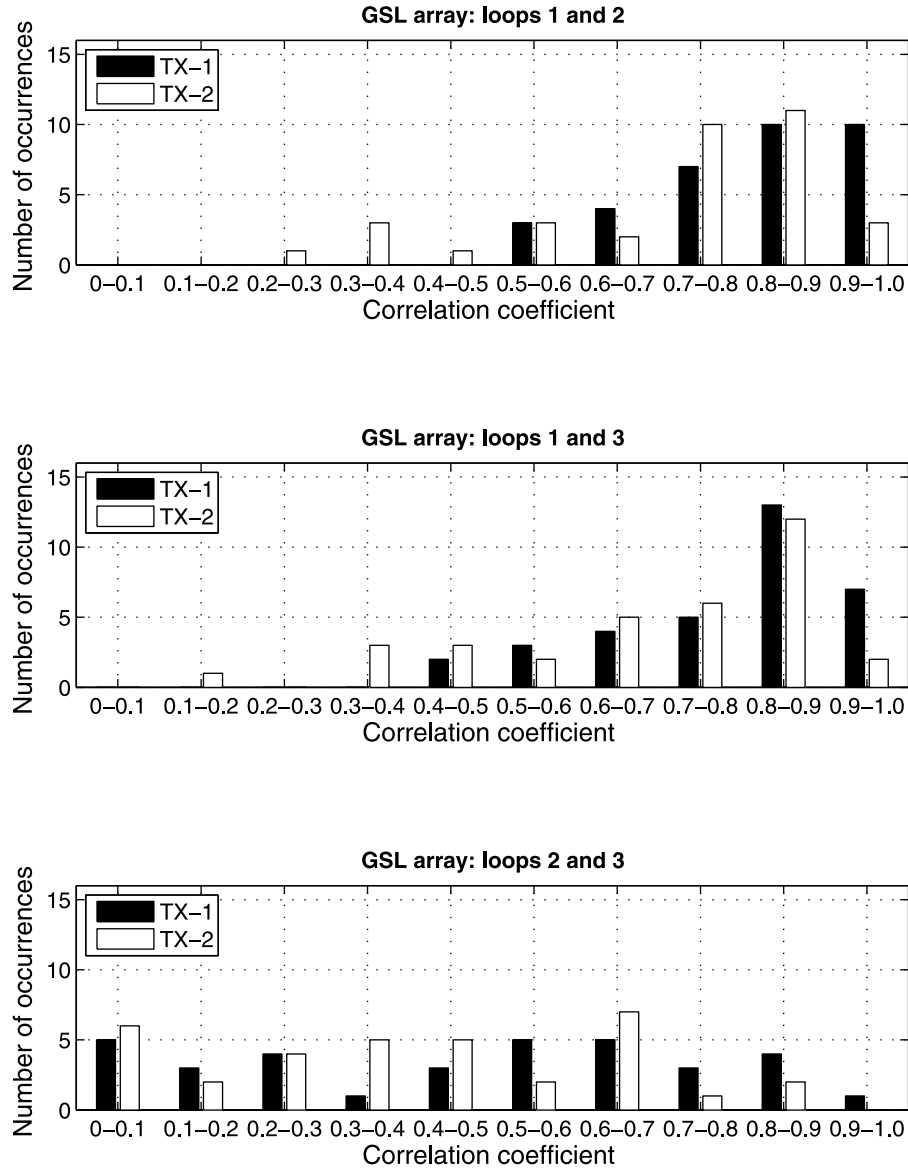 GSL array: loops 1 and 2
Number of occurrences
15
10
5
0
TX−1
TX−2
0−0.1 0.1−0.2 0.2−0.3 0.3−0.4 0.4−0.5 0.5−0.6 0.6−0.7 0.7−0.8 0.8−0.9 0.9−1.0
Correlation coefficient
GSL array: loops 1 and 3
Number of occurrences
15
10
5
0
TX−1
TX−2
0−0.1 0.1−0.2 0.2−0.3 0.3−0.4 0.4−0.5 0.5−0.6 0.6−0.7 0.7−0.8 0.8−0.9 0.9−1.0
Correlation coefficient
GSL array: loops 2 and 3
Number of occurrences
15
10
5
0
TX−1
TX−2
0−0.1 0.1−0.2 0.2−0.3 0.3−0.4 0.4−0.5 0.5−0.6 0.6−0.7 0.7−0.8 0.8−0.9 0.9−1.0
Correlation coefficient